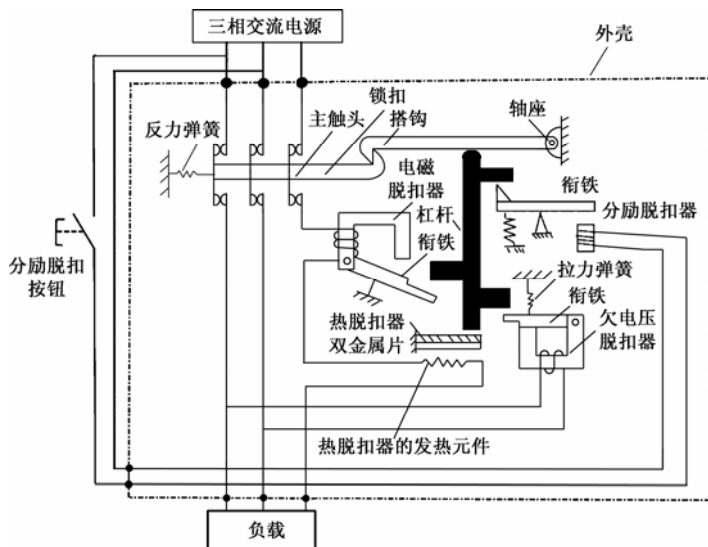 三相交流电源
外壳
锁扣
主触头
搭钩
轴座
反力弹簧
电磁
脱扣器
衔铁
杠杆
分励脱扣器
衔铁
分励脱扣
按钮
拉力弹簧
衔铁
热脱扣器
双金属片
欠电压
脱扣器
热脱扣器的发热元件
负载